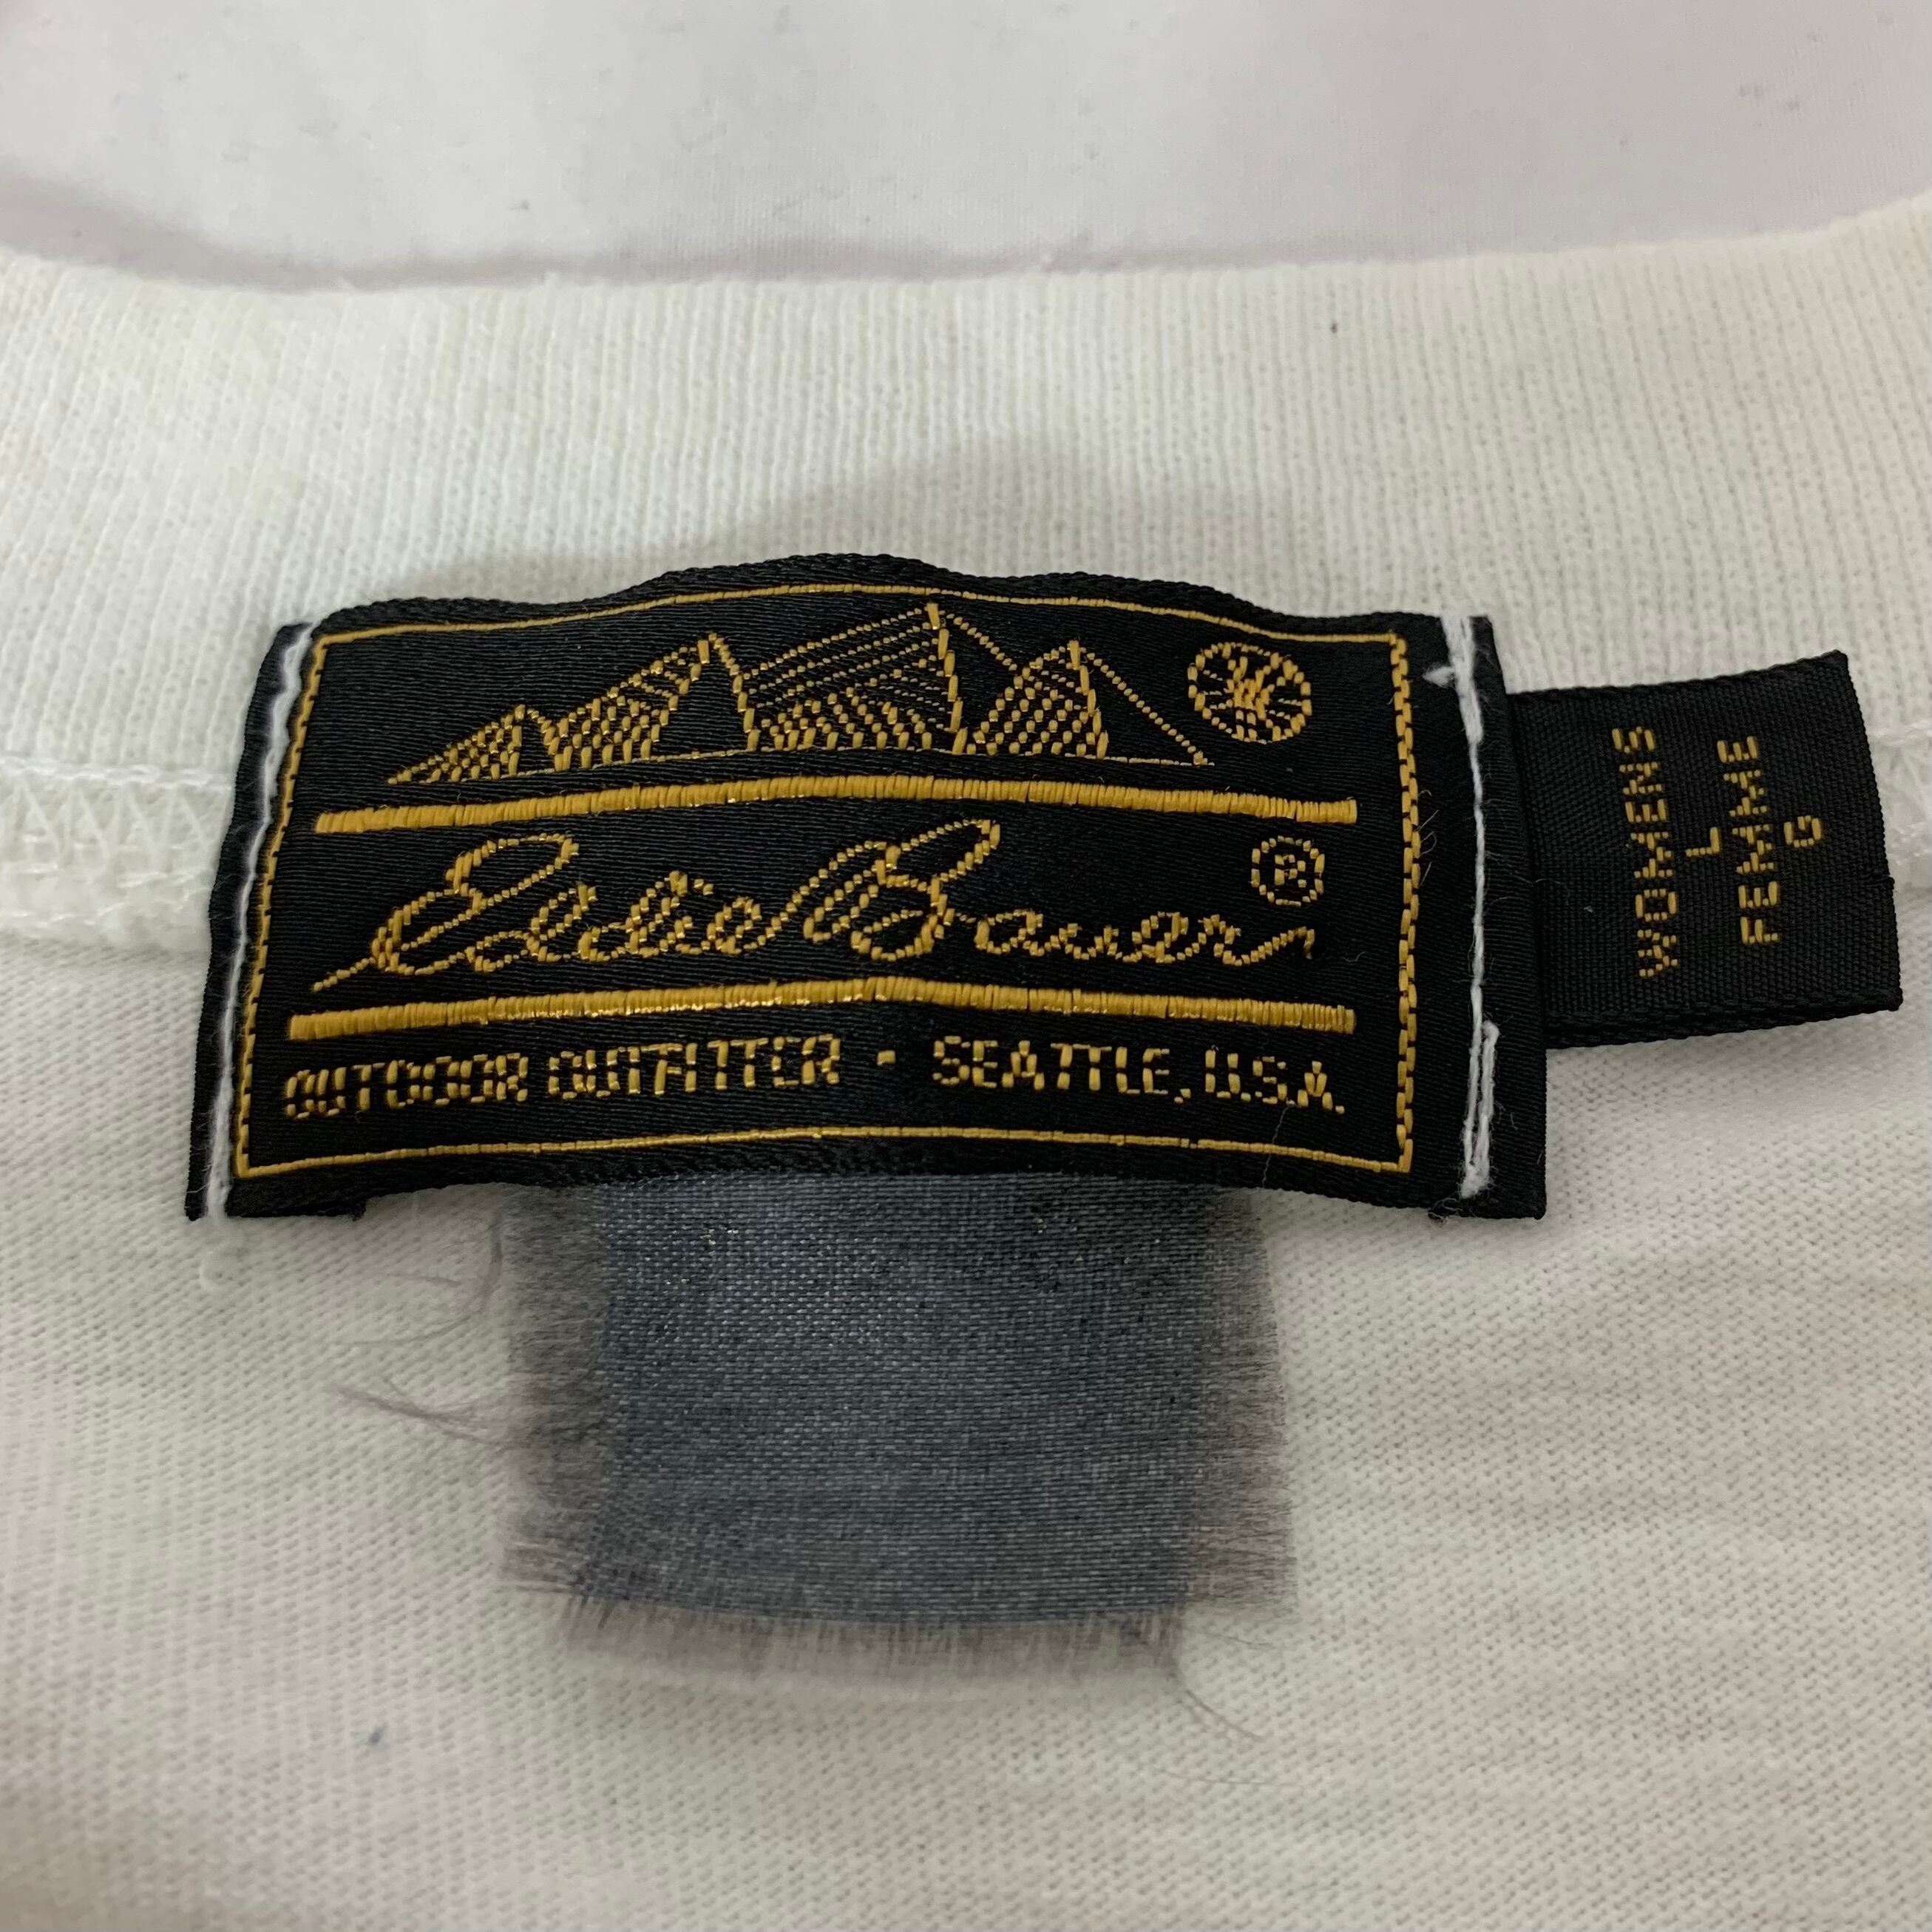 Eddie Bauer ®
OUTDOOR OUTFITTER · SEATTLE, U.S.A.
WOMENS
L
FEMME
G